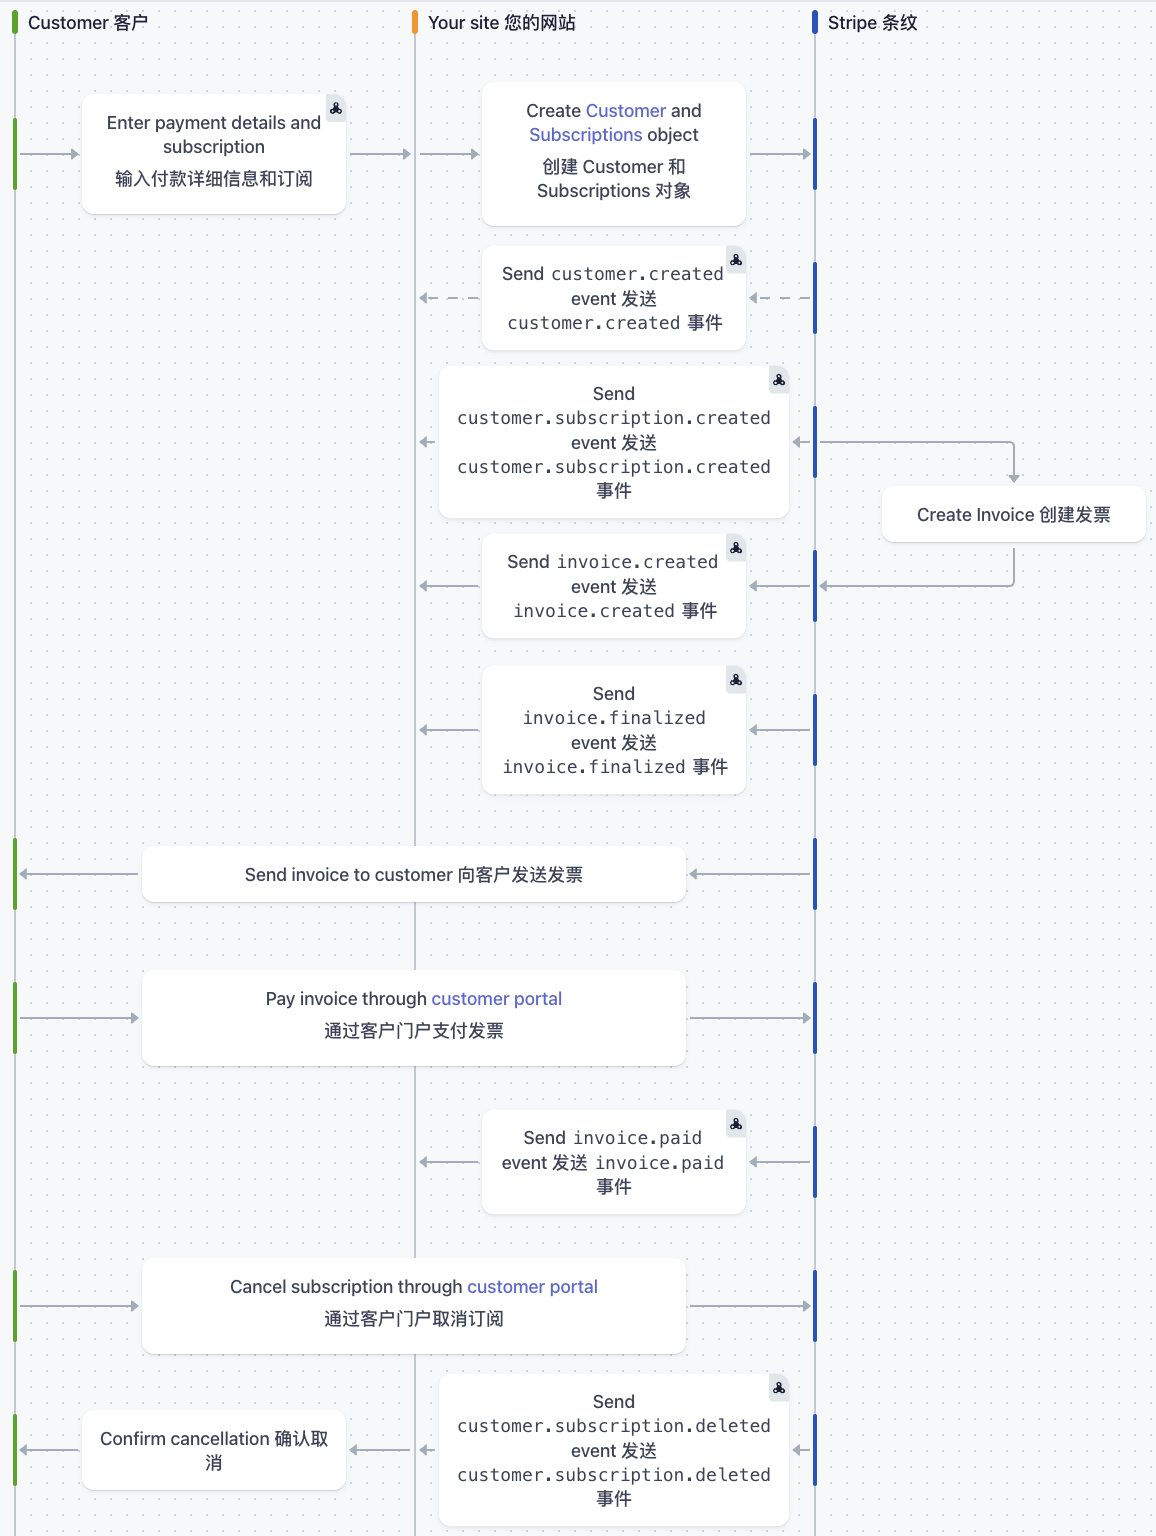 Customer 客户
Your site 您的网站
Stripe 条纹
Enter payment details and
subscription
输入付款详细信息和订阅
Create Customer and
Subscriptions object
创建 Customer 和
Subscriptions 对象
Send customer.created
event 发送
customer.created 事件
Send
customer.subscription.created
event 发送
customer.subscription.created
事件
Create Invoice 创建发票
Send invoice.created
event 发送
invoice.created 事件
Send
invoice.finalized
event 发送
invoice.finalized 事件
Send invoice to customer 向客户发送发票
Pay invoice through customer portal
通过客户门户支付发票
Send invoice.paid
event 发送 invoice.paid
事件
Cancel subscription through customer portal
通过客户门户取消订阅
Send
customer.subscription.deleted
event 发送
customer.subscription.deleted
事件
Confirm cancellation 确认取
消